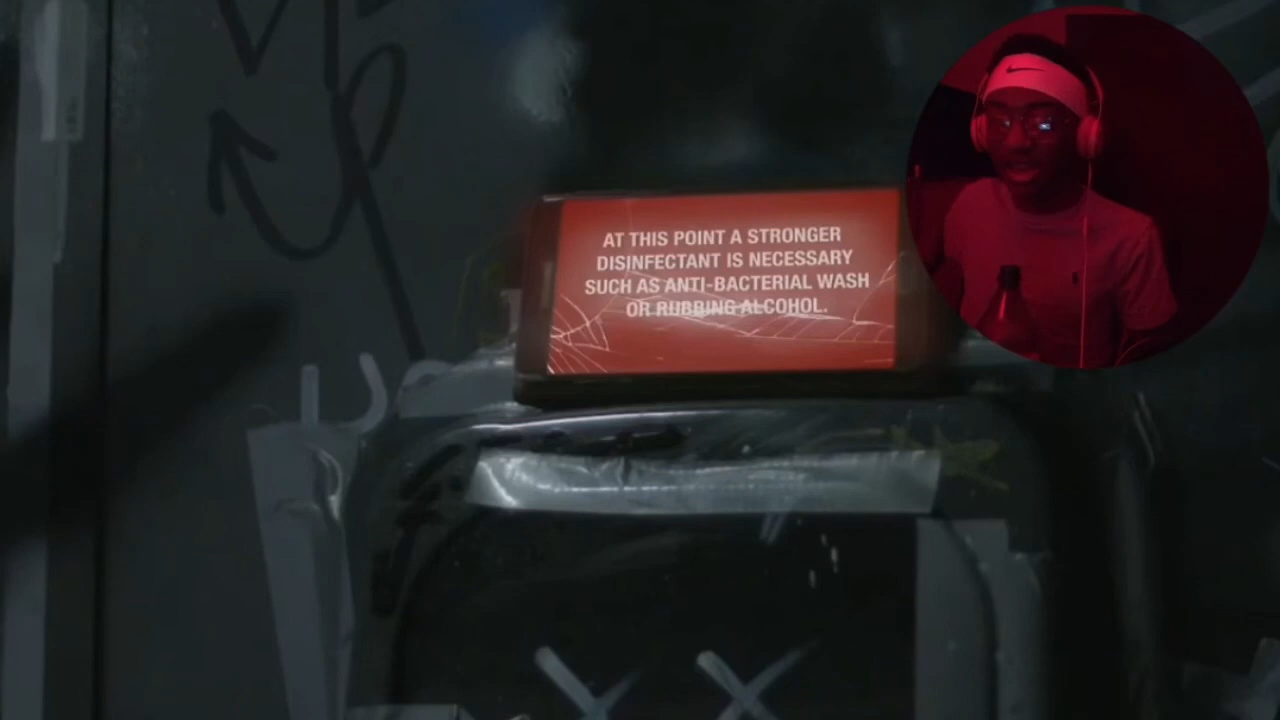 AT THIS POINT A STRONGER
DISINFECTANT IS NECESSARY
SUCH AS ANTI-BACTERIAL WASH
OR RUBBING ALCOHOL.